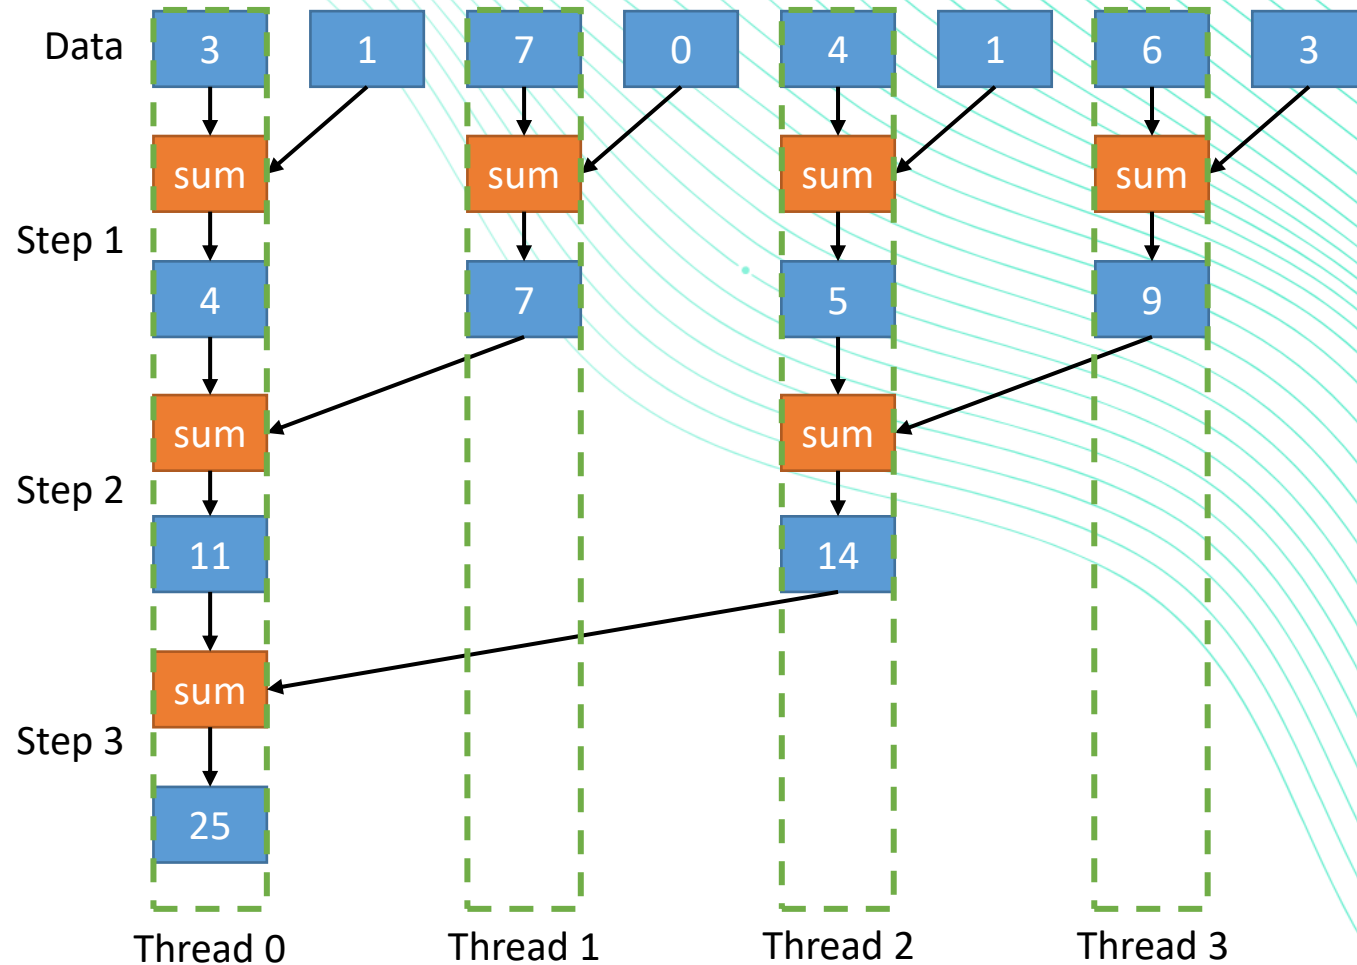 Data 3 1 7 0 4 1 6 3
sum sum sum sum
Step 1
4 7 5 9
sum sum
Step 2
11 14
sum
Step 3
25
Thread 0 Thread 1 Thread 2 Thread 3